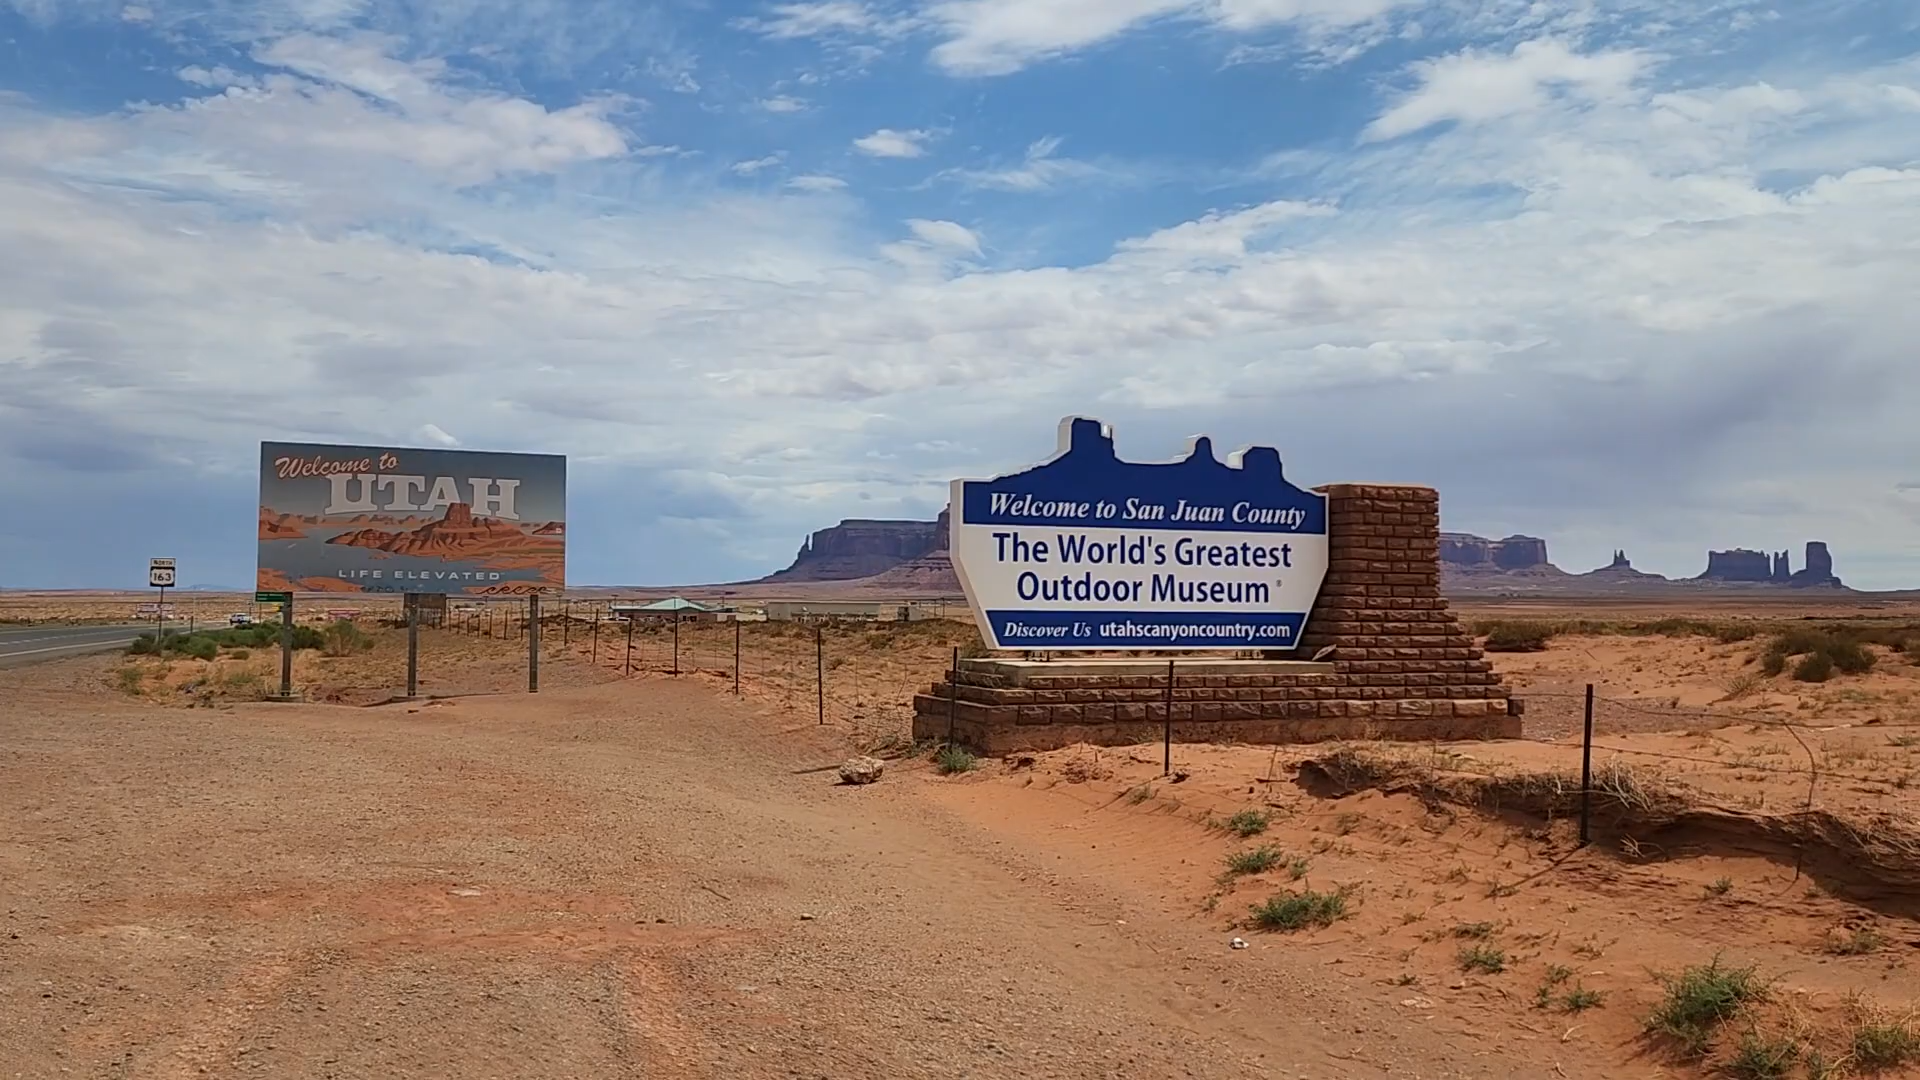 Welcome to
UTAH
LIFE ELEVATED
NORTH
163
Welcome to San Juan County
The World's Greatest
Outdoor Museum®
Discover Us utahscanyoncountry.com